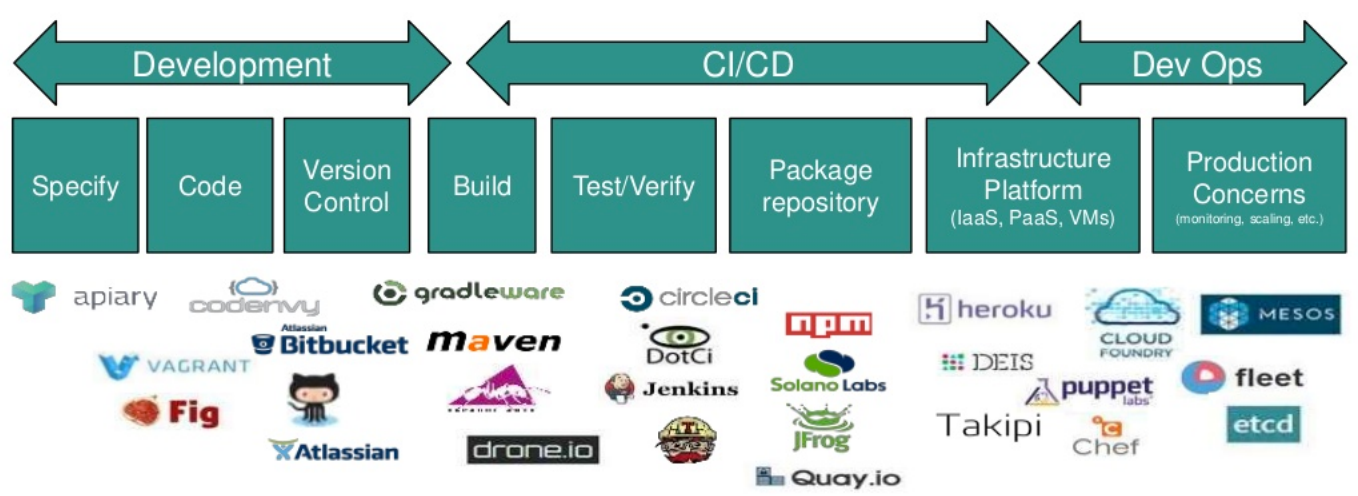 Development
CI/CD
Dev Ops
Specify
Code
Version
Control
Build
Test/Verify
Package
repository
Infrastructure
Platform
(IaaS, PaaS, VMs)
Production
Concerns
(monitoring, scaling, etc.)
apiary
codenvy
gradleware
circleci
heroku
CLOUD
FOUNDRY
MESOS
Atlassian
Bitbucket
maven
DotCi
npm
VAGRANT
Solano Labs
DEIS
fleet
Fig
Jenkins
puppet
labs
JFrog
Takipi
Chef
etcd
Atlassian
drone.io
Quay.io